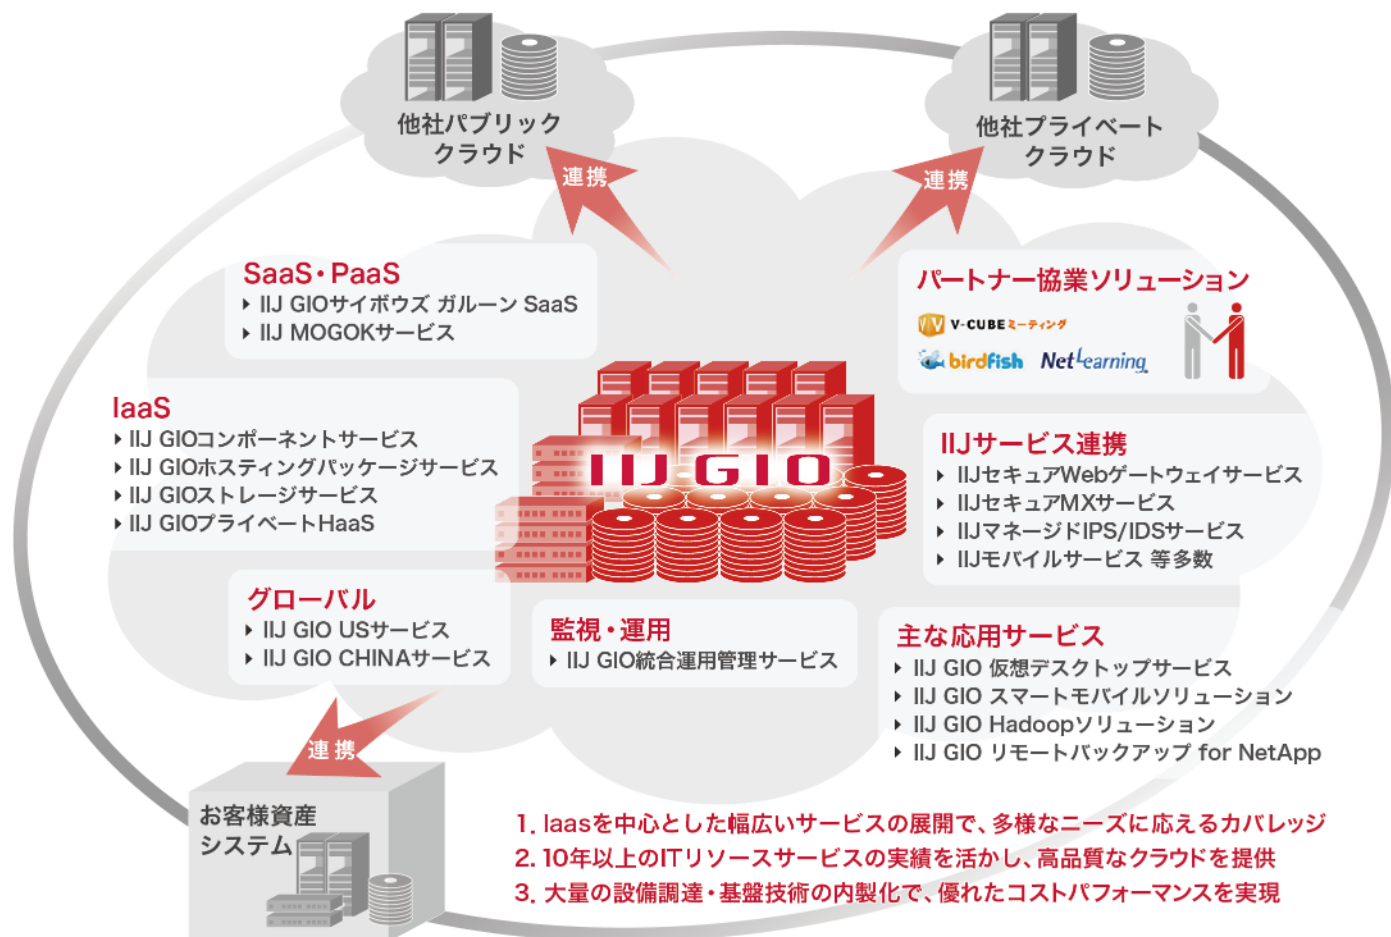 他社パブリック
クラウド
他社プライベート
クラウド
連携
連携
SaaS・PaaS
IIJ GIOサイボウズ ガルーン SaaS
IIJ MOGOKサービス
パートナー協業ソリューション
V-CUBE ミーティング
birdfish NetLearning
IaaS
IIJ GIOコンポーネントサービス
IIJ GIOホスティングパッケージサービス
IIJ GIOストレージサービス
IIJ GIOプライベートHaaS
IIJ GIO
IIJサービス連携
IIJセキュアWebゲートウェイサービス
IIJセキュアMXサービス
IIJマネージドIPS/IDSサービス
IIJモバイルサービス 等多数
グローバル
IIJ GIO USサービス
IIJ GIO CHINAサービス
監視・運用
IIJ GIO統合運用管理サービス
主な応用サービス
IIJ GIO 仮想デスクトップサービス
IIJ GIO スマートモバイルソリューション
IIJ GIO Hadoopソリューション
IIJ GIO リモートバックアップ for NetApp
連携
お客様資産
システム
1. Iaasを中心とした幅広いサービスの展開で、多様なニーズに応えるカバレッジ
2. 10年以上のITリソースサービスの実績を活かし、高品質なクラウドを提供
3. 大量の設備調達・基盤技術の内製化で、優れたコストパフォーマンスを実現